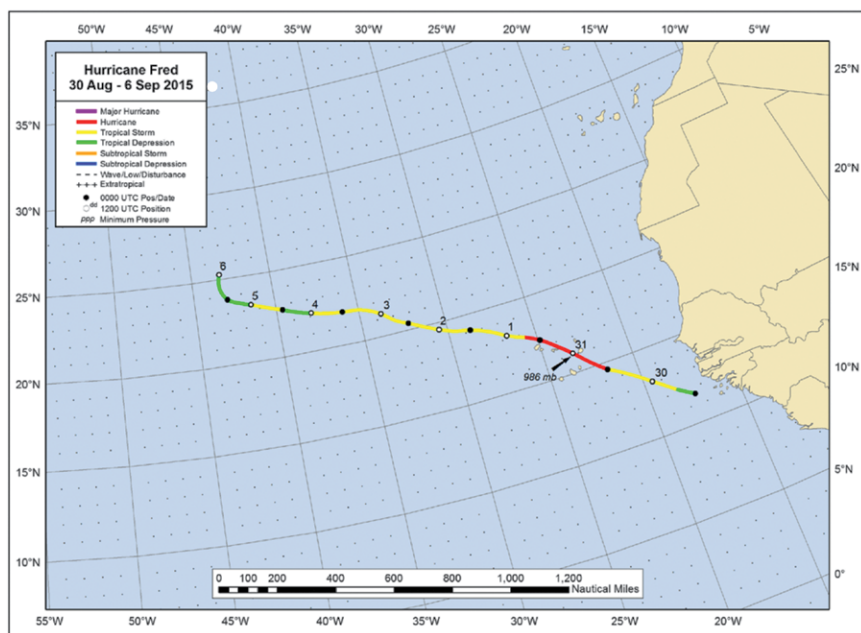 50°W 45°W 40°W 35°W 30°W 25°W 20°W 15°W 10°W 5°W
Hurricane Fred
30 Aug - 6 Sep 2015
Major Hurricane
Hurricane
Tropical Storm
Tropical Depression
Subtropical Storm
Subtropical Depression
Wave/Low/Disturbance
Extratropical
0000 UTC Pos/Date
dd 1200 UTC Position
PPP Minimum Pressure
25°N
35°N
20°N
30°N
15°N
6
25°N
5 4 3 2 1 31 30
986 mb
10°N
20°N
5°N
15°N
10°N
0°
0 100 200 400 600 800 1,000 1,200
Nautical Miles
55°W 50°W 45°W 40°W 35°W 30°W 25°W 20°W